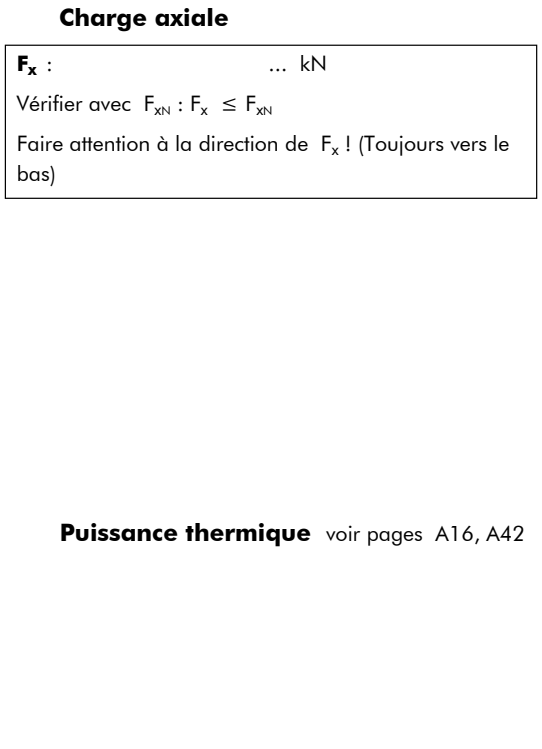 Charge axiale
Fx : ... kN
Vérifier avec FxN : Fx ≤ FxN
Faire attention à la direction de Fx ! (Toujours vers le
bas)
Puissance thermique voir pages A16, A42